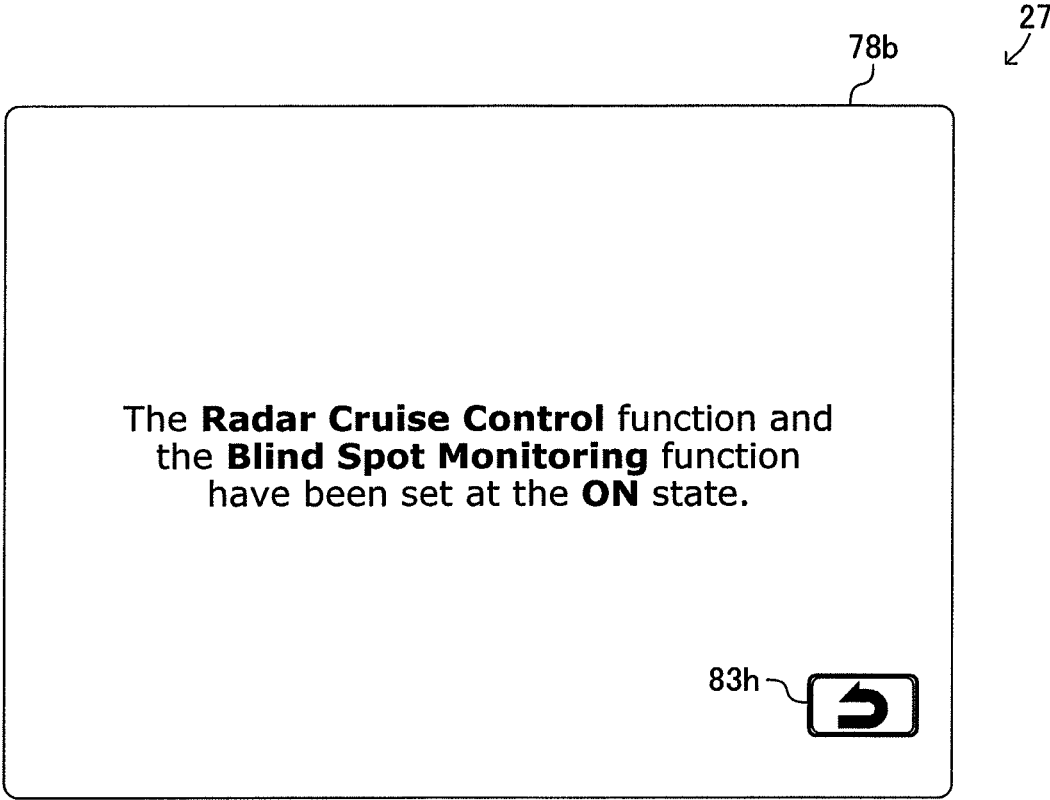 27
78b
The Radar Cruise Control function and
the Blind Spot Monitoring function
have been set at the ON state.
83h